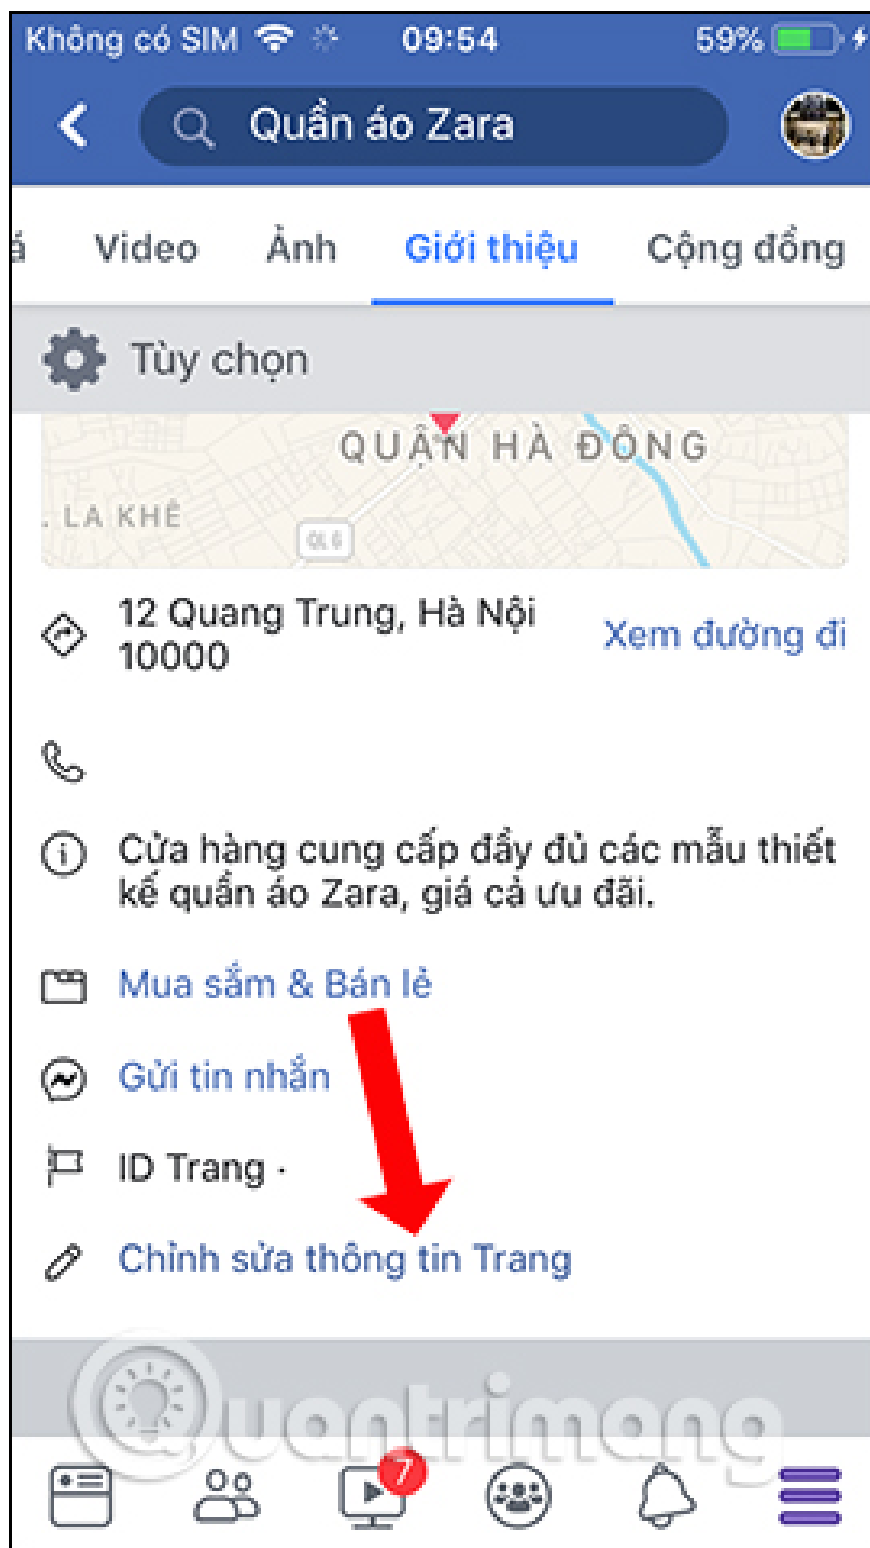 Không có SIM 09:54 59%
Quần áo Zara
á Video Ảnh Giới thiệu Cộng đồng
Tùy chọn
QUẬN HÀ ĐÔNG
. LA KHÊ
QL 6
12 Quang Trung, Hà Nội
10000
Xem đường đi
Cửa hàng cung cấp đầy đủ các mẫu thiết
kế quần áo Zara, giá cả ưu đãi.
Mua sắm & Bán lẻ
Gửi tin nhắn
ID Trang ·
Chỉnh sửa thông tin Trang
Quantrimang
7